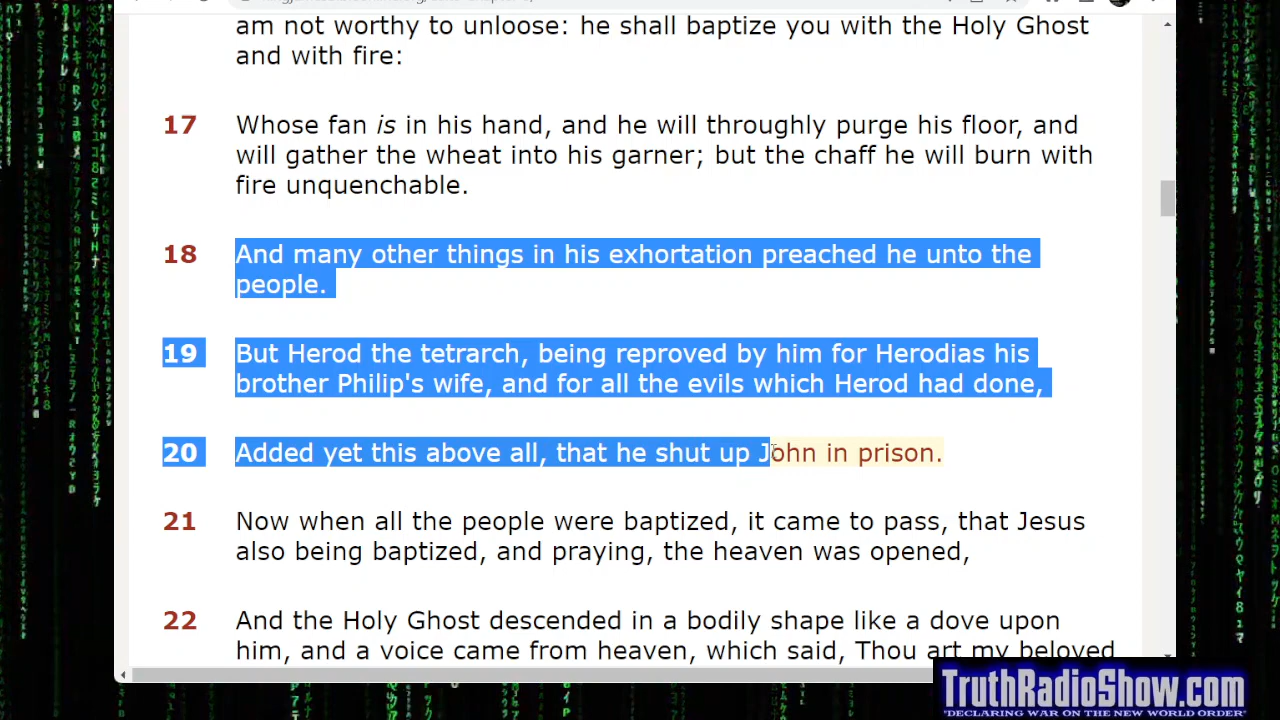 am not worthy to unloose: he shall baptize you with the Holy Ghost
and with fire:
17 Whose fan is in his hand, and he will throughly purge his floor, and
will gather the wheat into his garner; but the chaff he will burn with
fire unquenchable.
18 And many other things in his exhortation preached he unto the
people.
19 But Herod the tetrarch, being reproved by him for Herodias his
brother Philip's wife, and for all the evils which Herod had done,
20 Added yet this above all, that he shut up John in prison.
21 Now when all the people were baptized, it came to pass, that Jesus
also being baptized, and praying, the heaven was opened,
22 And the Holy Ghost descended in a bodily shape like a dove upon
him, and a voice came from heaven, which said, Thou art my beloved
TruthRadioShow.com
"DECLARING WAR ON THE NEW WORLD ORDER"